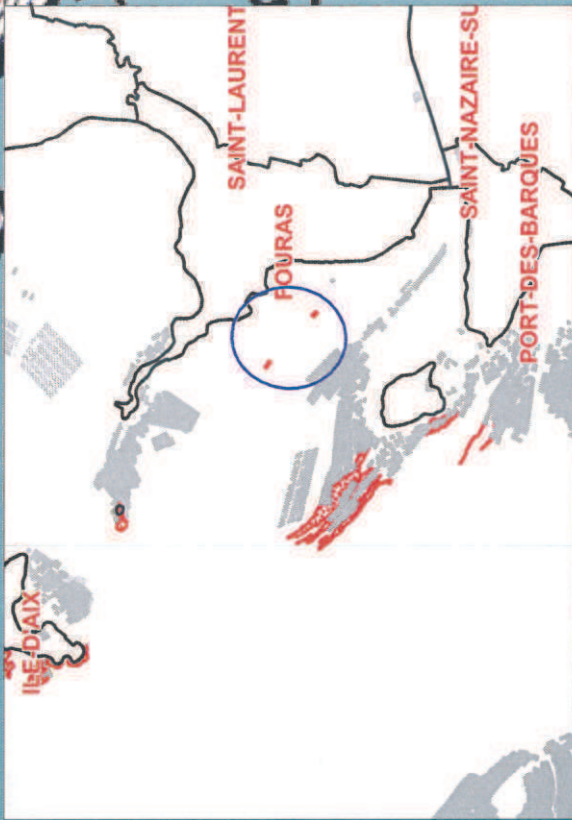 SAINT-LAURENT
FOURAS
SAINT-NAZAIRE-SU
PORT-DES-BARQUES
ILE-D'AIX